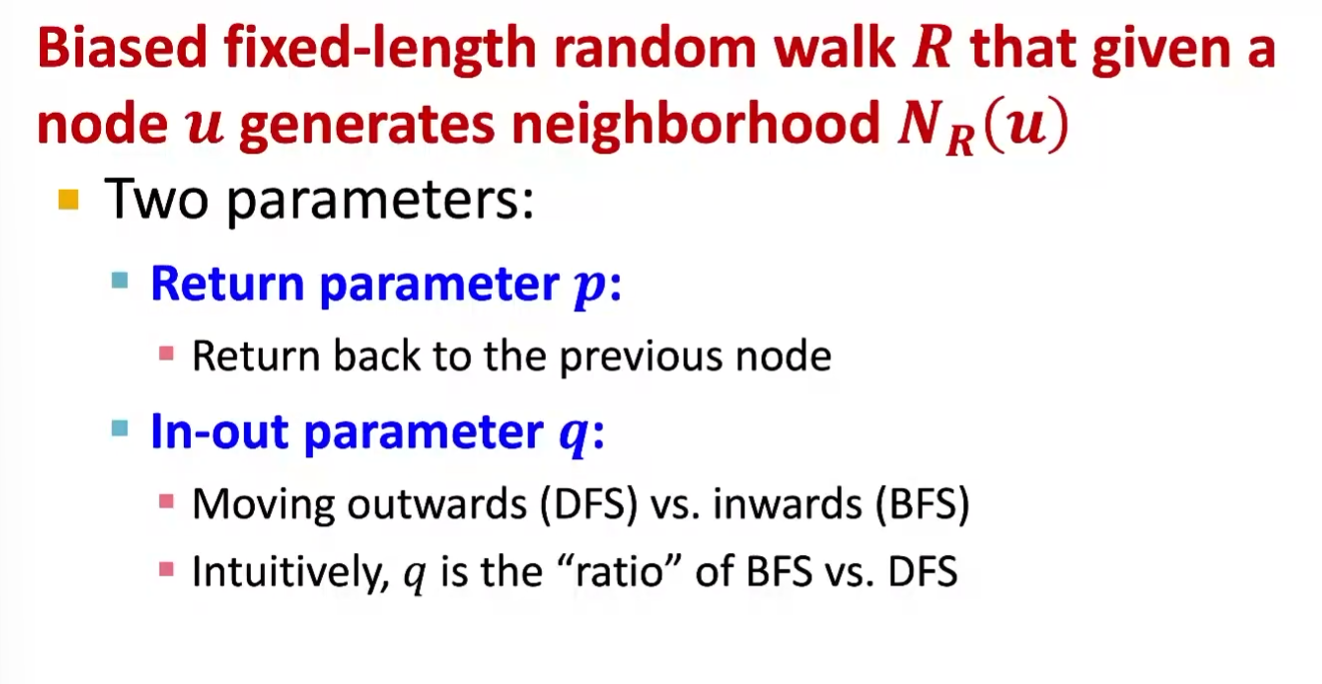 Biased fixed-length random walk R that given a
node u generates neighborhood N_R(u)
Two parameters:
Return parameter p:
Return back to the previous node
In-out parameter q:
Moving outwards (DFS) vs. inwards (BFS)
Intuitively, q is the “ratio” of BFS vs. DFS